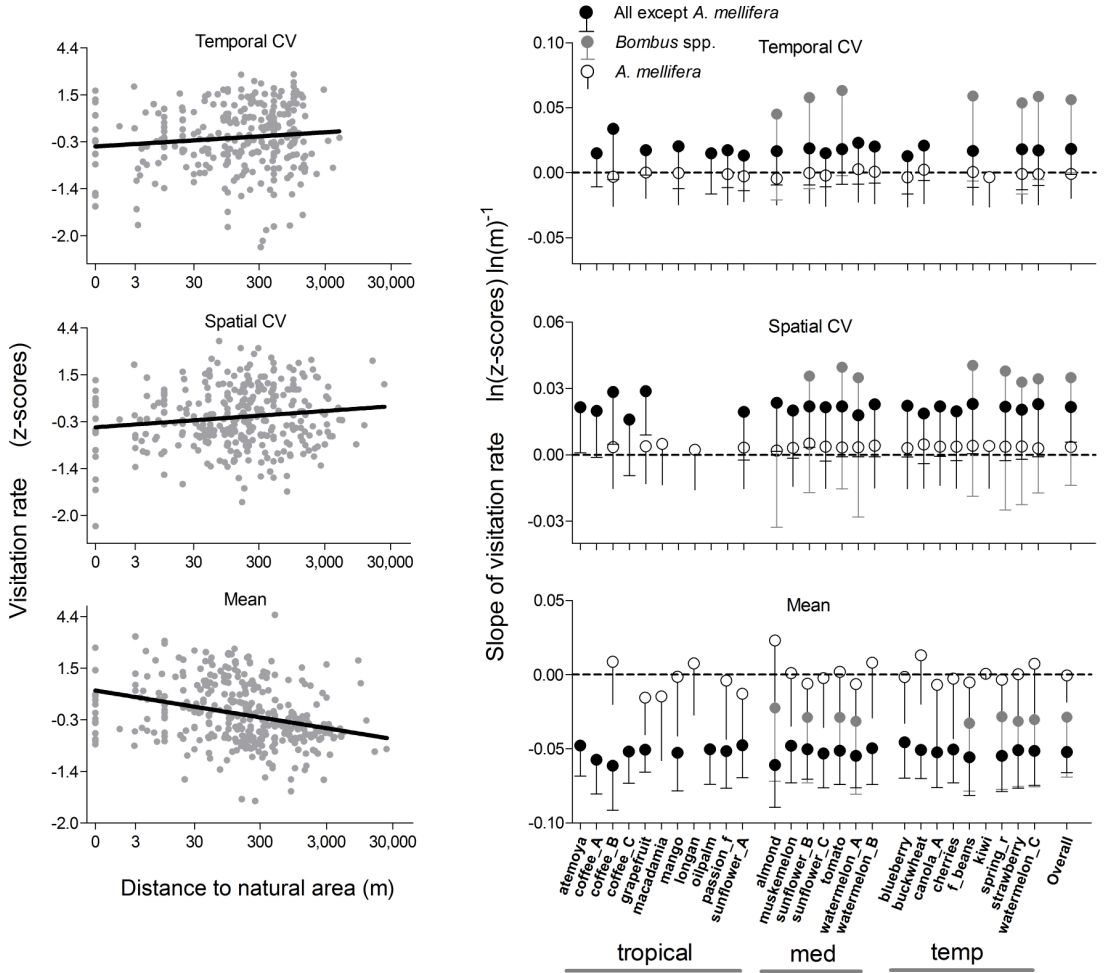 Temporal CV
4.4
1.5
-0.3
-1.4
-2.0
0 3 30 300 3,000 30,000
Spatial CV
4.4
1.5
-0.3
-1.4
-2.0
0 3 30 300 3,000 30,000
Mean
4.4
1.5
-0.3
-1.4
-2.0
0 3 30 300 3,000 30,000
Visitation rate (z-scores)
Distance to natural area (m)
All except A. mellifera
Bombus spp.
A. mellifera
Temporal CV
0.10
0.05
0.00
-0.05
Spatial CV
0.06
0.03
0.00
-0.03
Mean
0.05
0.00
-0.05
-0.10
Slope of visitation rate ln(z-scores) ln(m)-1
atemoya
coffee_A
coffee_B
coffee_C
grapefruit
macadamia
mango
longan
oilpalm
passion_f
sunflower_A
almond
muskemelon
sunflower_B
sunflower_C
tomato
watermelon_A
watermelon_B
blueberry
buckwheat
canola_A
cherries
f_beans
kiwi
spring_r
strawberry
watermelon_C
Overall
tropical med temp